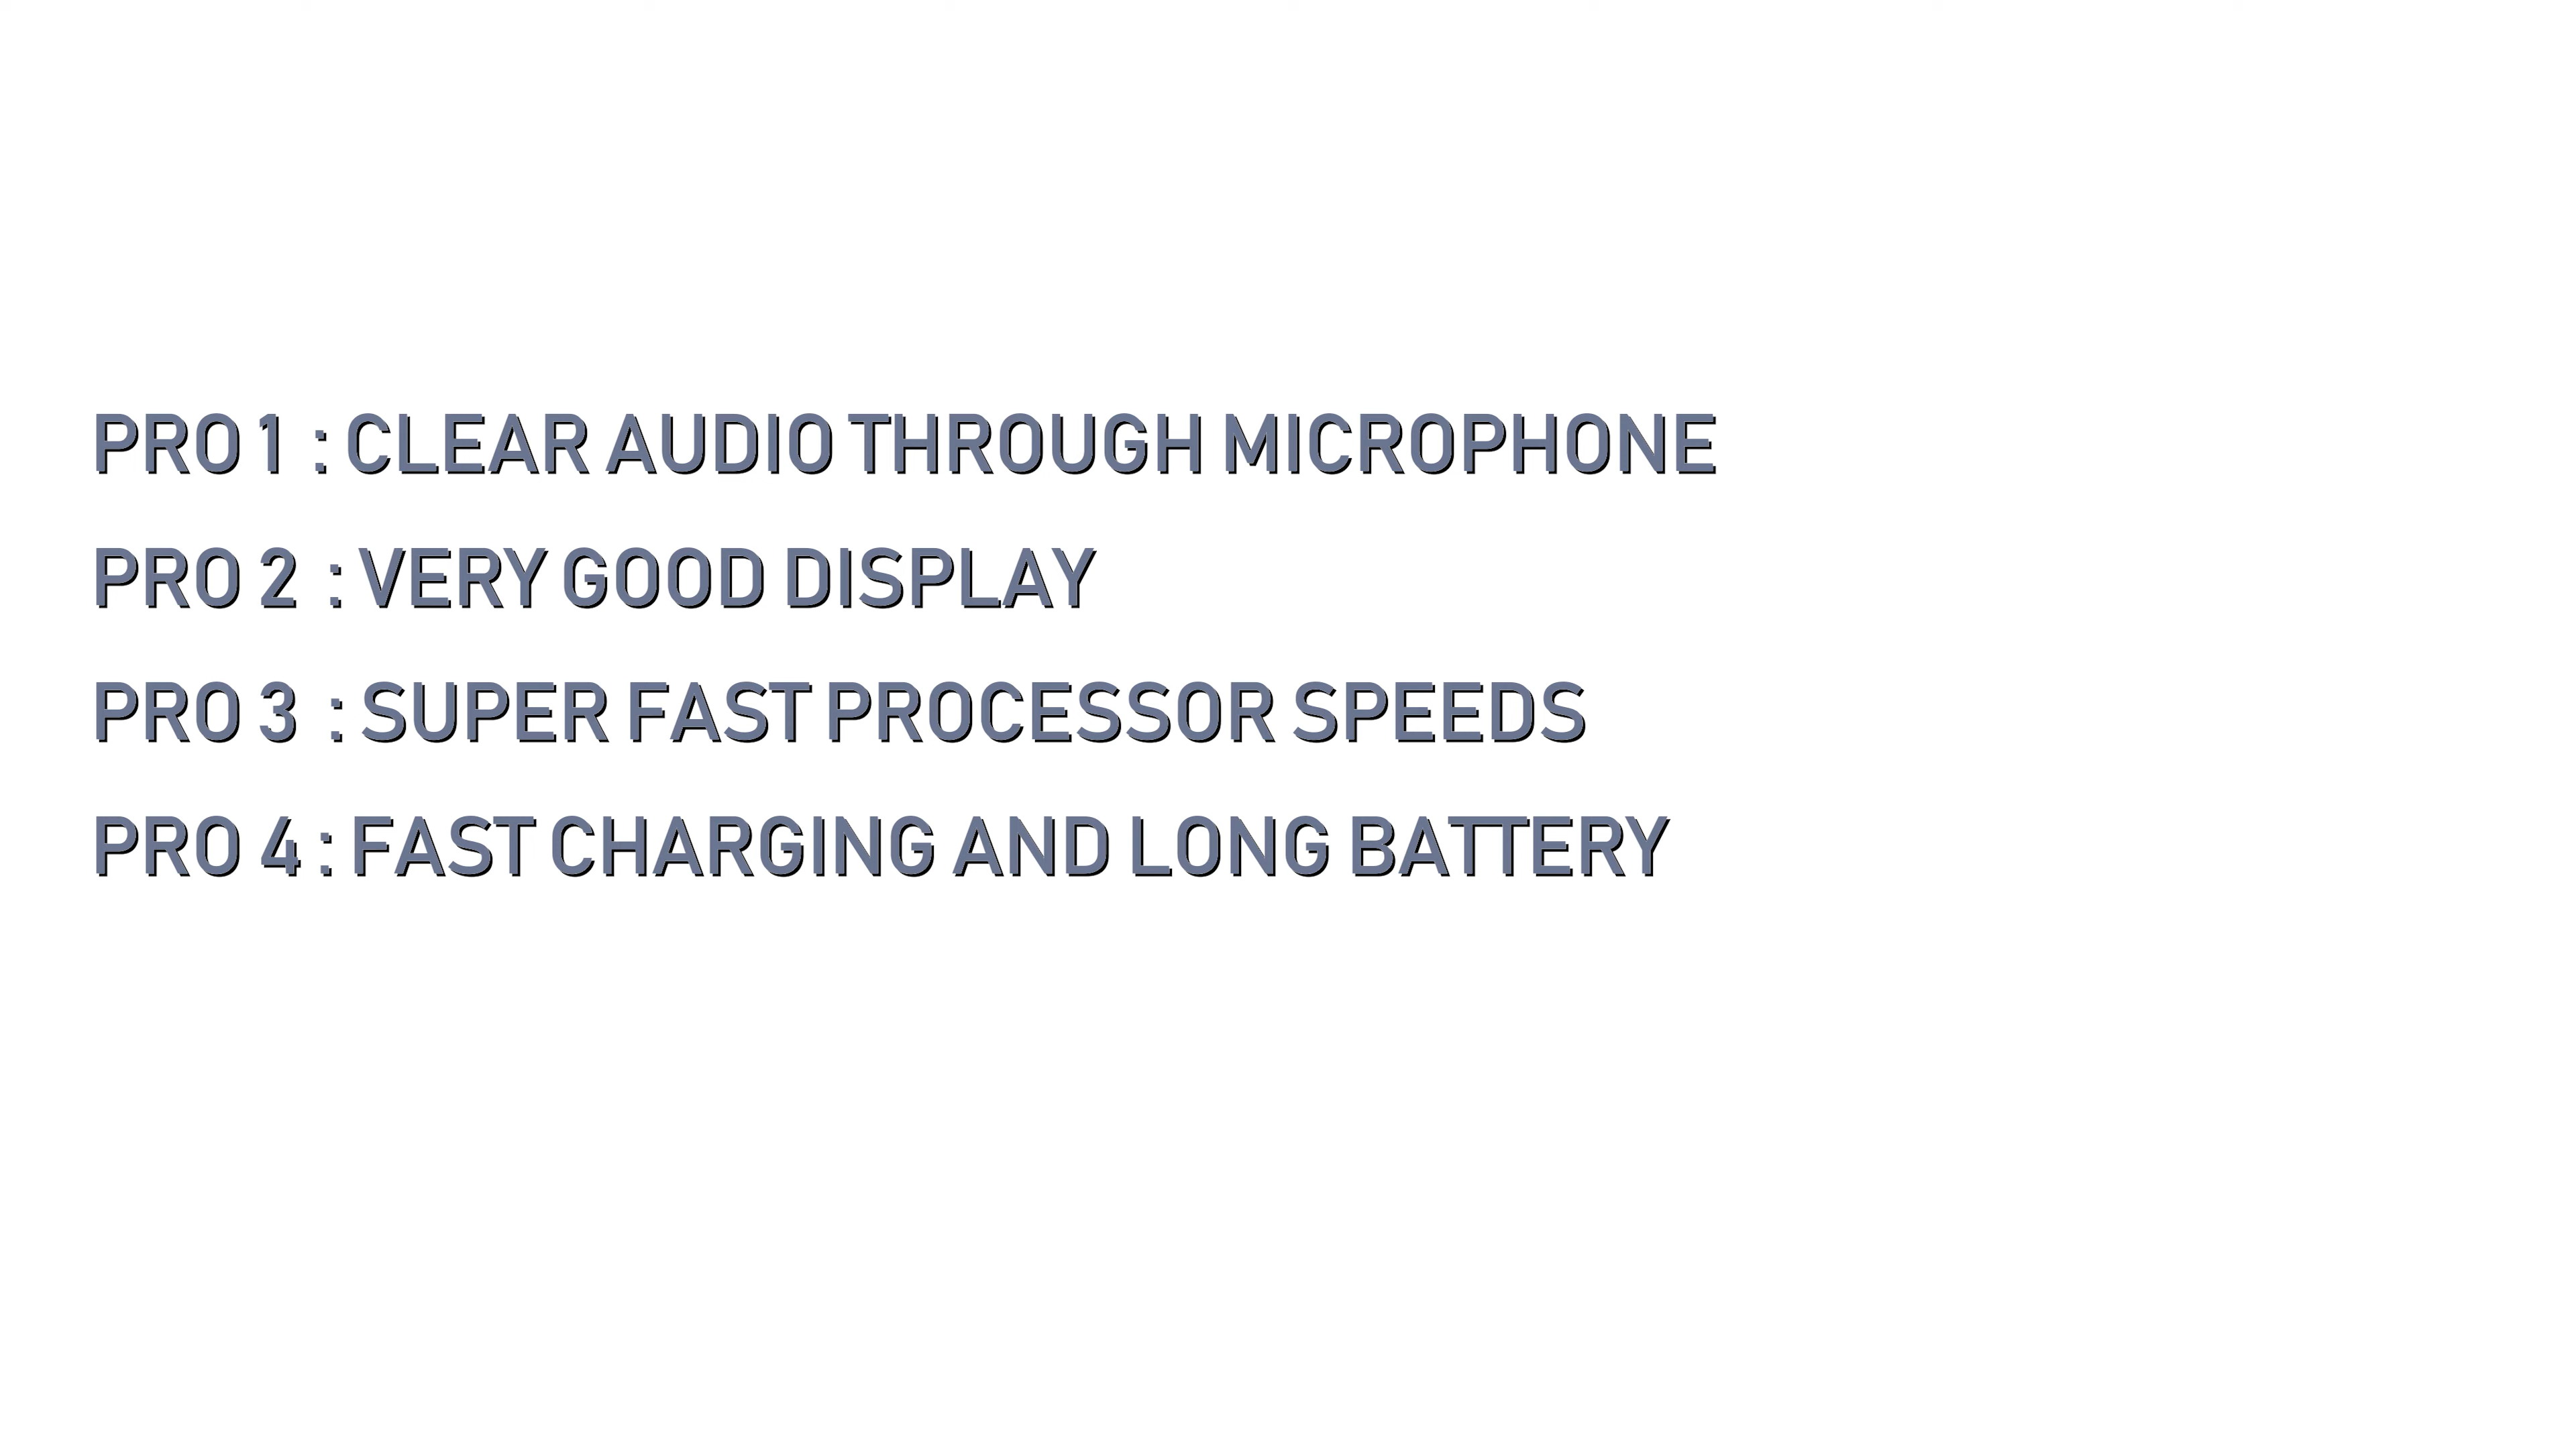 PRO 1 : CLEAR AUDIO THROUGH MICROPHONE
PRO 2 : VERY GOOD DISPLAY
PRO 3 : SUPER FAST PROCESSOR SPEEDS
PRO 4 : FAST CHARGING AND LONG BATTERY